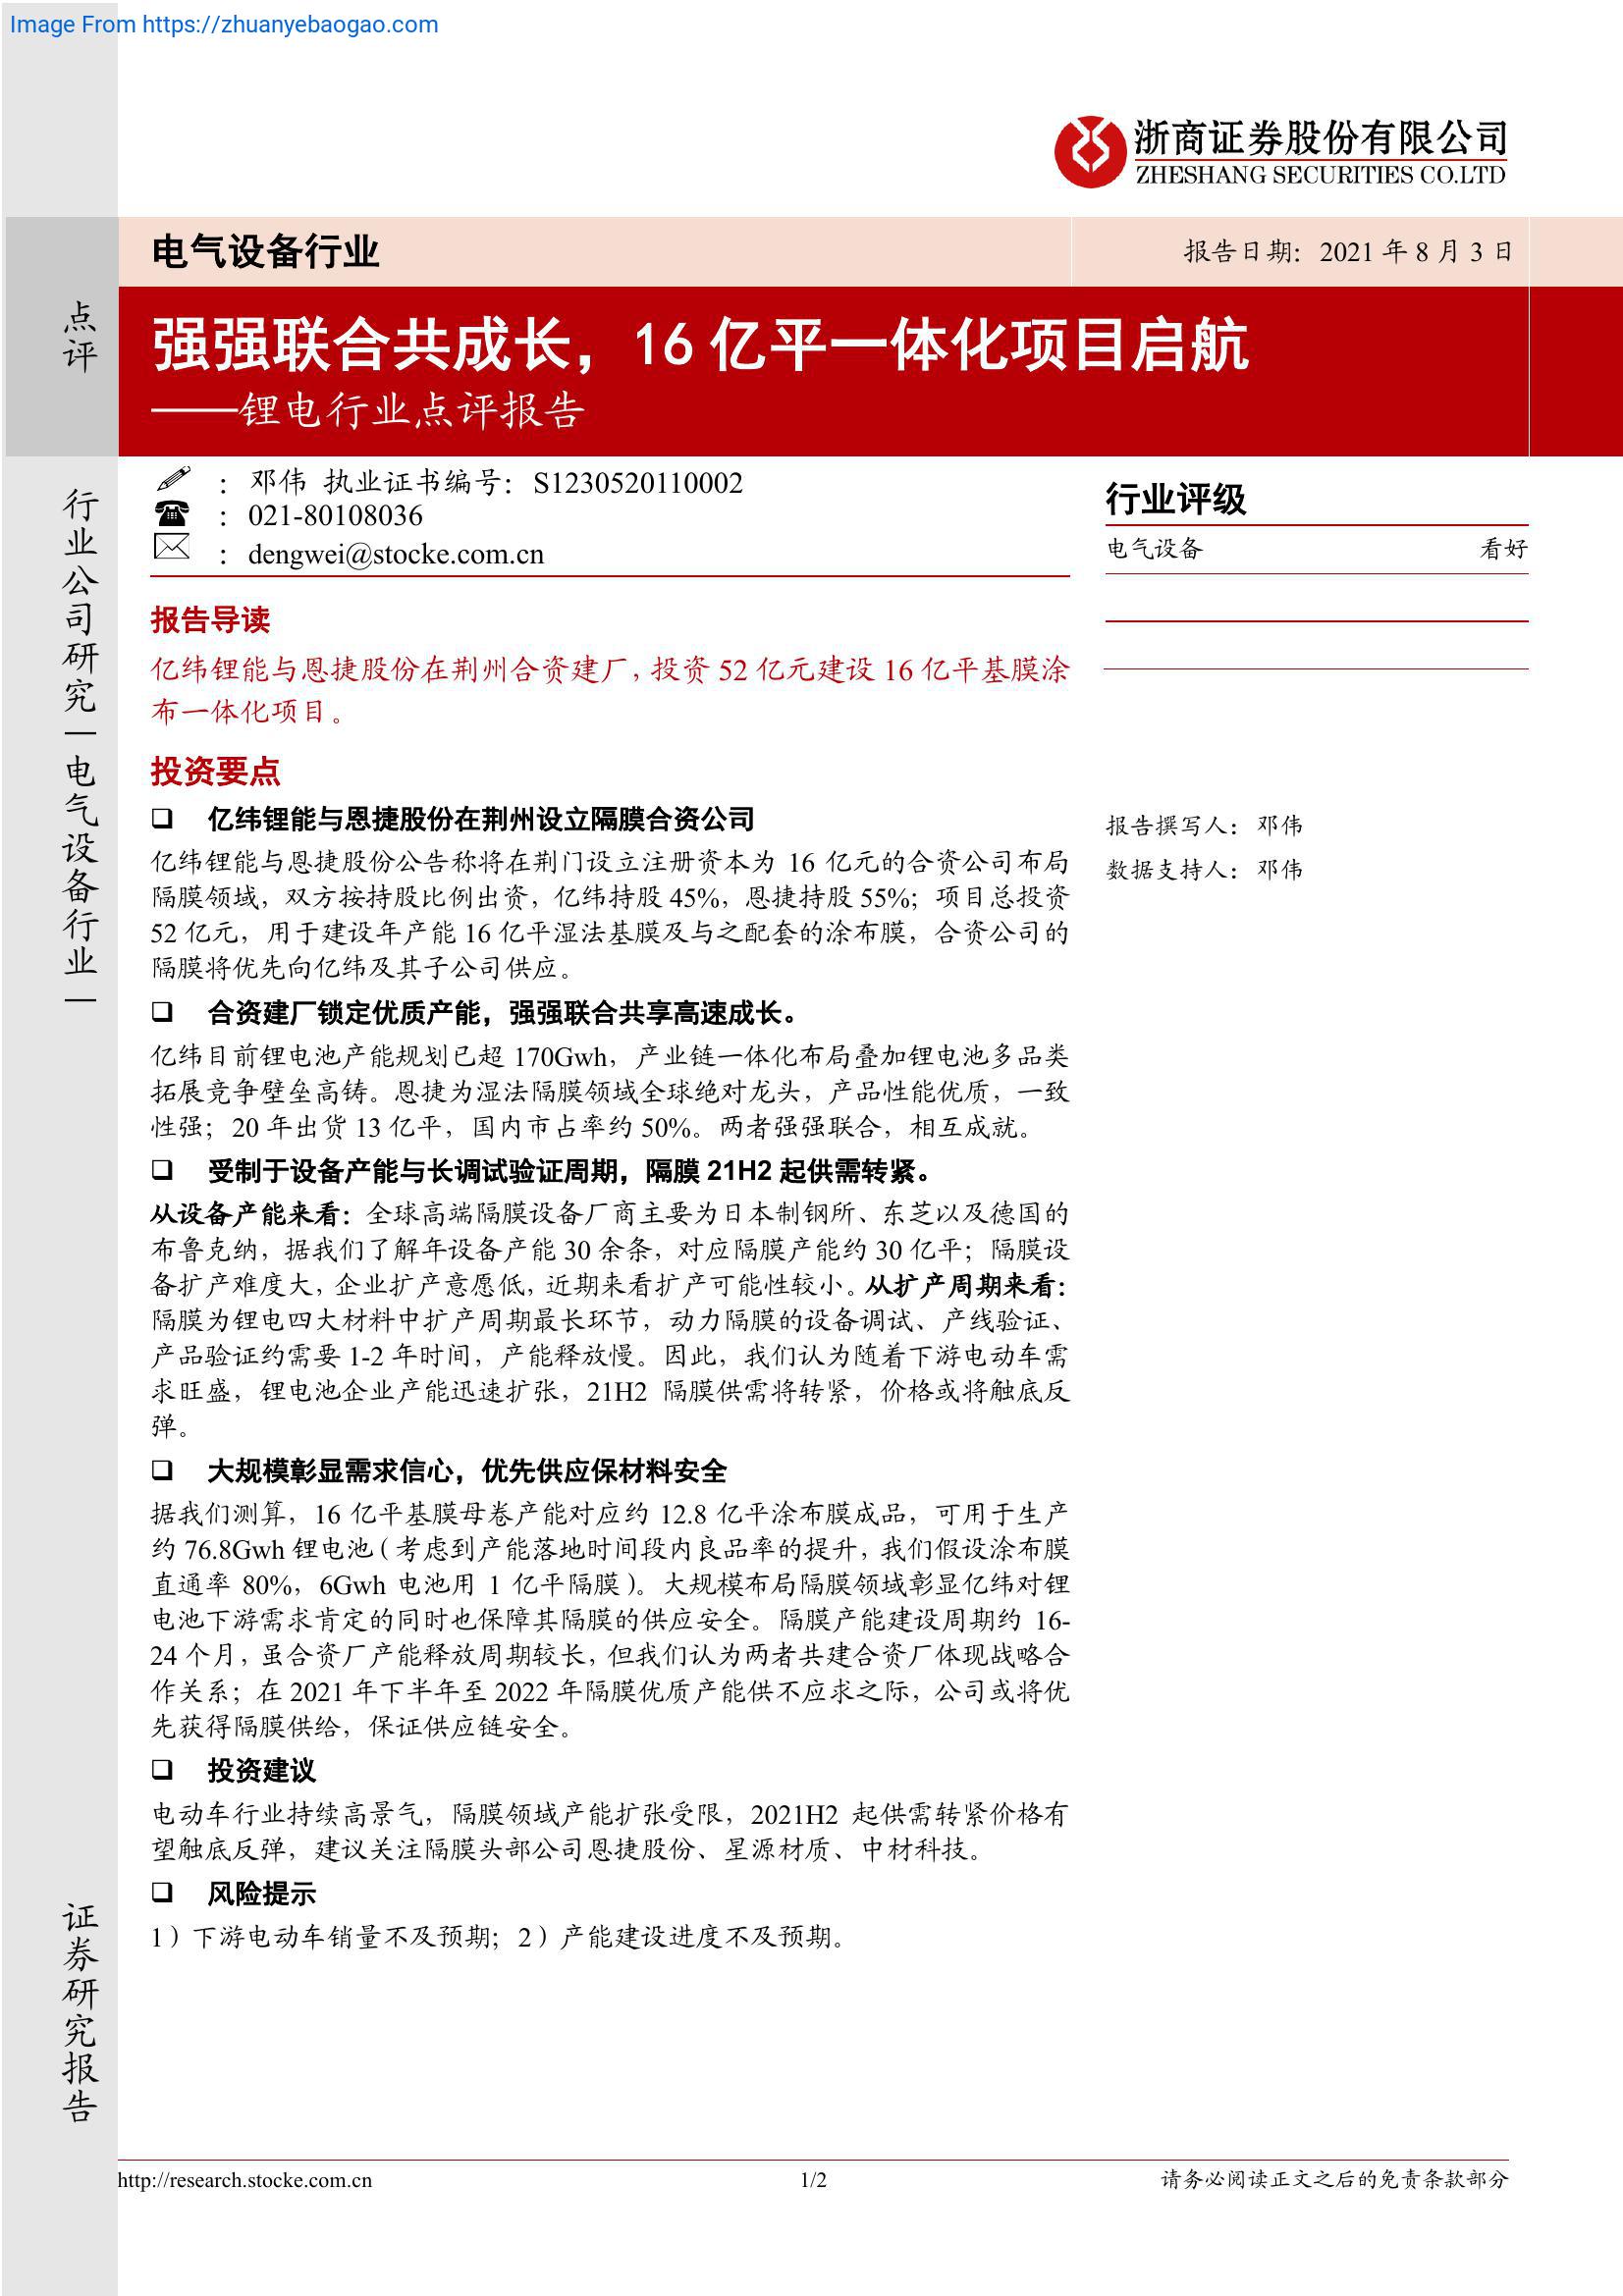 Image From https://zhuanyebaogao.com
浙商证券股份有限公司
ZHESHANG SECURITIES CO.LTD
电气设备行业
报告日期：2021 年 8 月 3 日
点评
强强联合共成长，16 亿平一体化项目启航
——锂电行业点评报告
行业公司研究|电气设备行业|
： 邓伟 执业证书编号：S1230520110002
： 021-80108036
： dengwei@stocke.com.cn
行业评级
电气设备 看好
报告导读
亿纬锂能与恩捷股份在荆州合资建厂，投资 52 亿元建设 16 亿平基膜涂
布一体化项目。
投资要点
❑ 亿纬锂能与恩捷股份在荆州设立隔膜合资公司
亿纬锂能与恩捷股份公告称将在荆门设立注册资本为 16 亿元的合资公司布局
隔膜领域，双方按持股比例出资，亿纬持股 45%，恩捷持股 55%；项目总投资
52 亿元，用于建设年产能 16 亿平湿法基膜及与之配套的涂布膜，合资公司的
隔膜将优先向亿纬及其子公司供应。
❑ 合资建厂锁定优质产能，强强联合共享高速成长。
亿纬目前锂电池产能规划已超 170Gwh，产业链一体化布局叠加锂电池多品类
拓展竞争壁垒高铸。恩捷为湿法隔膜领域全球绝对龙头，产品性能优质，一致
性强；20 年出货 13 亿平，国内市占率约 50%。两者强强联合，相互成就。
❑ 受制于设备产能与长调试验证周期，隔膜 21H2 起供需转紧。
从设备产能来看：全球高端隔膜设备厂商主要为日本制钢所、东芝以及德国的
布鲁克纳，据我们了解年设备产能 30 余条，对应隔膜产能约 30 亿平；隔膜设
备扩产难度大，企业扩产意愿低，近期来看扩产可能性较小。从扩产周期来看：
隔膜为锂电四大材料中扩产周期最长环节，动力隔膜的设备调试、产线验证、
产品验证约需要 1-2 年时间，产能释放慢。因此，我们认为随着下游电动车需
求旺盛，锂电池企业产能迅速扩张，21H2 隔膜供需将转紧，价格或将触底反
弹。
❑ 大规模彰显需求信心，优先供应保材料安全
据我们测算，16 亿平基膜母卷产能对应约 12.8 亿平涂布膜成品，可用于生产
约 76.8Gwh 锂电池（考虑到产能落地时间段内良品率的提升，我们假设涂布膜
直通率 80%，6Gwh 电池用 1 亿平隔膜）。大规模布局隔膜领域彰显亿纬对锂
电池下游需求肯定的同时也保障其隔膜的供应安全。隔膜产能建设周期约 16-
24 个月，虽合资厂产能释放周期较长，但我们认为两者共建合资厂体现战略合
作关系；在 2021 年下半年至 2022 年隔膜优质产能供不应求之际，公司或将优
先获得隔膜供给，保证供应链安全。
❑ 投资建议
电动车行业持续高景气，隔膜领域产能扩张受限，2021H2 起供需转紧价格有
望触底反弹，建议关注隔膜头部公司恩捷股份、星源材质、中材科技。
❑ 风险提示
1）下游电动车销量不及预期；2）产能建设进度不及预期。
报告撰写人：邓伟
数据支持人：邓伟
证券研究报告
http://research.stocke.com.cn
1/2
请务必阅读正文之后的免责条款部分